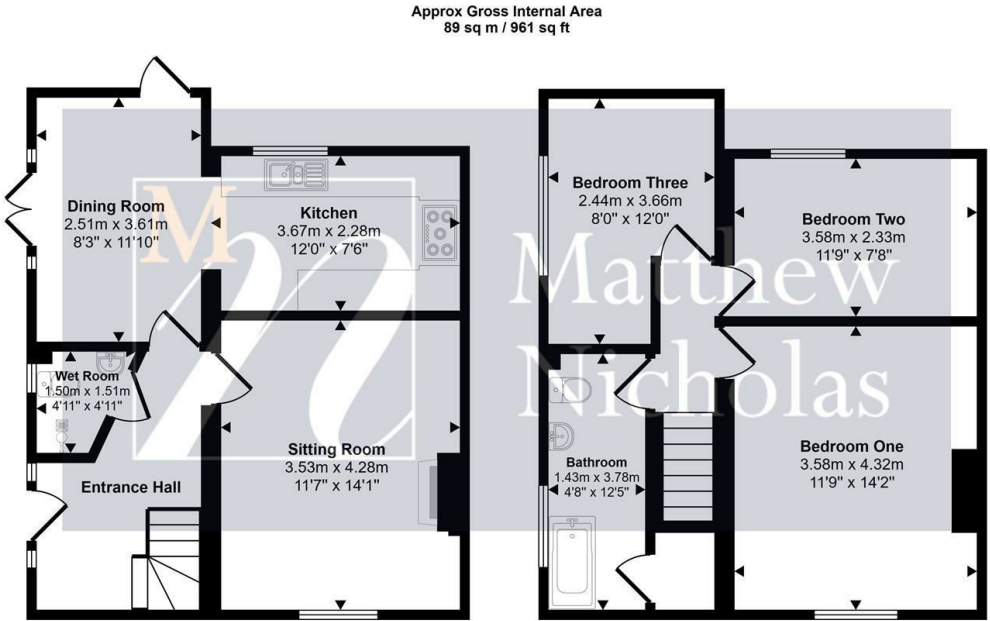 Approx Gross Internal Area
89 sq m / 961 sq ft
Dining Room
2.51m x 3.61m
8'3" x 11'10"
Kitchen
3.67m x 2.28m
12'0" x 7'6"
Wet Room
1.50m x 1.51m
4'11" x 4'11"
Entrance Hall
Sitting Room
3.53m x 4.28m
11'7" x 14'1"
Bedroom Three
2.44m x 3.66m
8'0" x 12'0"
Bedroom Two
3.58m x 2.33m
11'9" x 7'8"
Bathroom
1.43m x 3.78m
4'8" x 12'5"
Bedroom One
3.58m x 4.32m
11'9" x 14'2"
M
n
Matthew
Nicholas